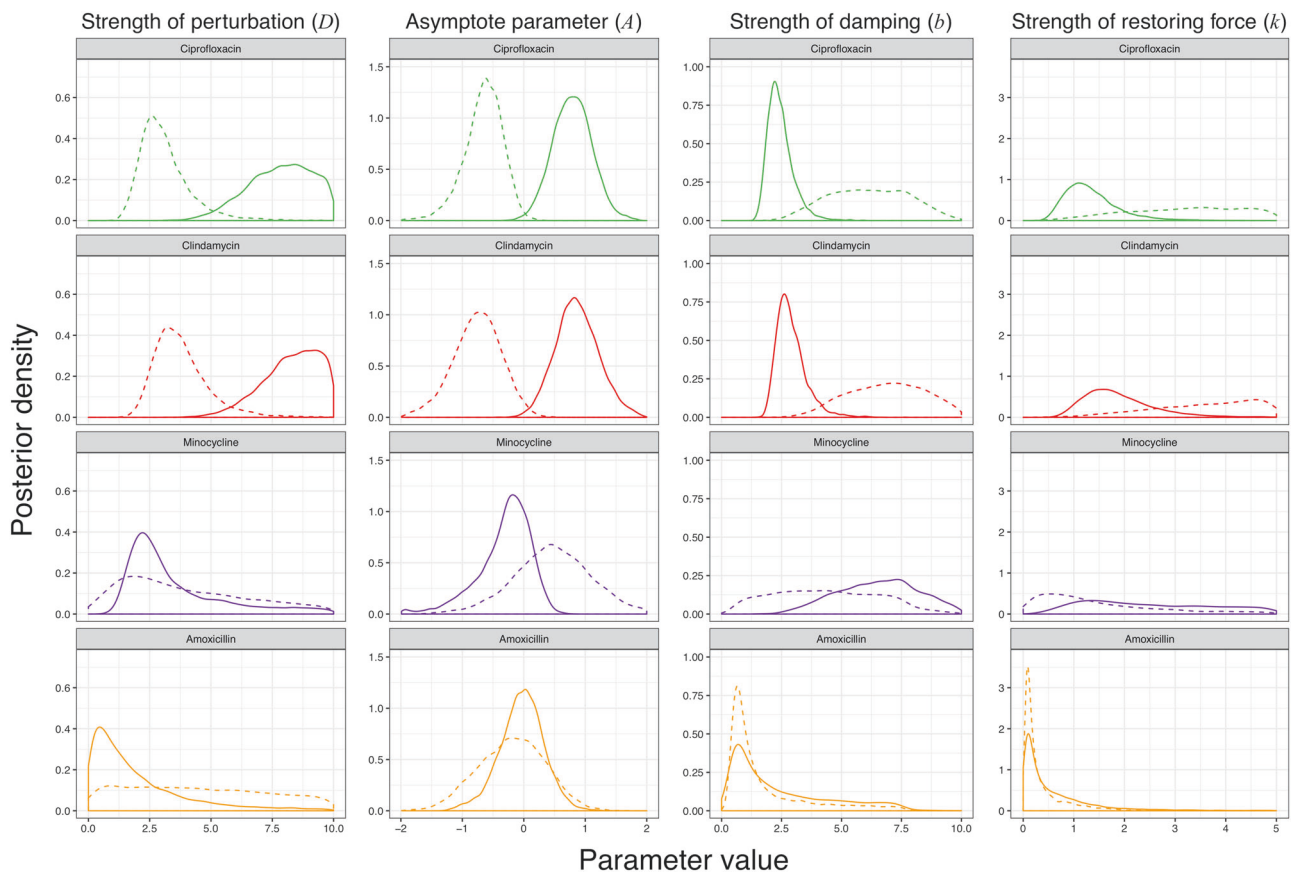 Strength of perturbation (D) Asymptote parameter (A) Strength of damping (b) Strength of restoring force (k)
Ciprofloxacin Ciprofloxacin Ciprofloxacin Ciprofloxacin
0.6 1.5 1.00 3
0.4 1.0 0.75 2
0.2 0.5 0.50 1
0.0 0.0 0.25 0
0.00
Clindamycin Clindamycin Clindamycin Clindamycin
0.6 1.5 1.00 3
0.4 1.0 0.75 2
0.2 0.5 0.50 1
0.0 0.0 0.25 0
0.00
Minocycline Minocycline Minocycline Minocycline
0.6 1.5 1.00 3
0.4 1.0 0.75 2
0.2 0.5 0.50 1
0.0 0.0 0.25 0
0.00
Amoxicillin Amoxicillin Amoxicillin Amoxicillin
0.6 1.5 1.00 3
0.4 1.0 0.75 2
0.2 0.5 0.50 1
0.0 0.0 0.25 0
0.00
0.0 2.5 5.0 7.5 10.0 −2 −1 0 1 2 0.0 2.5 5.0 7.5 10.0 0 1 2 3 4 5
Posterior density
Parameter value